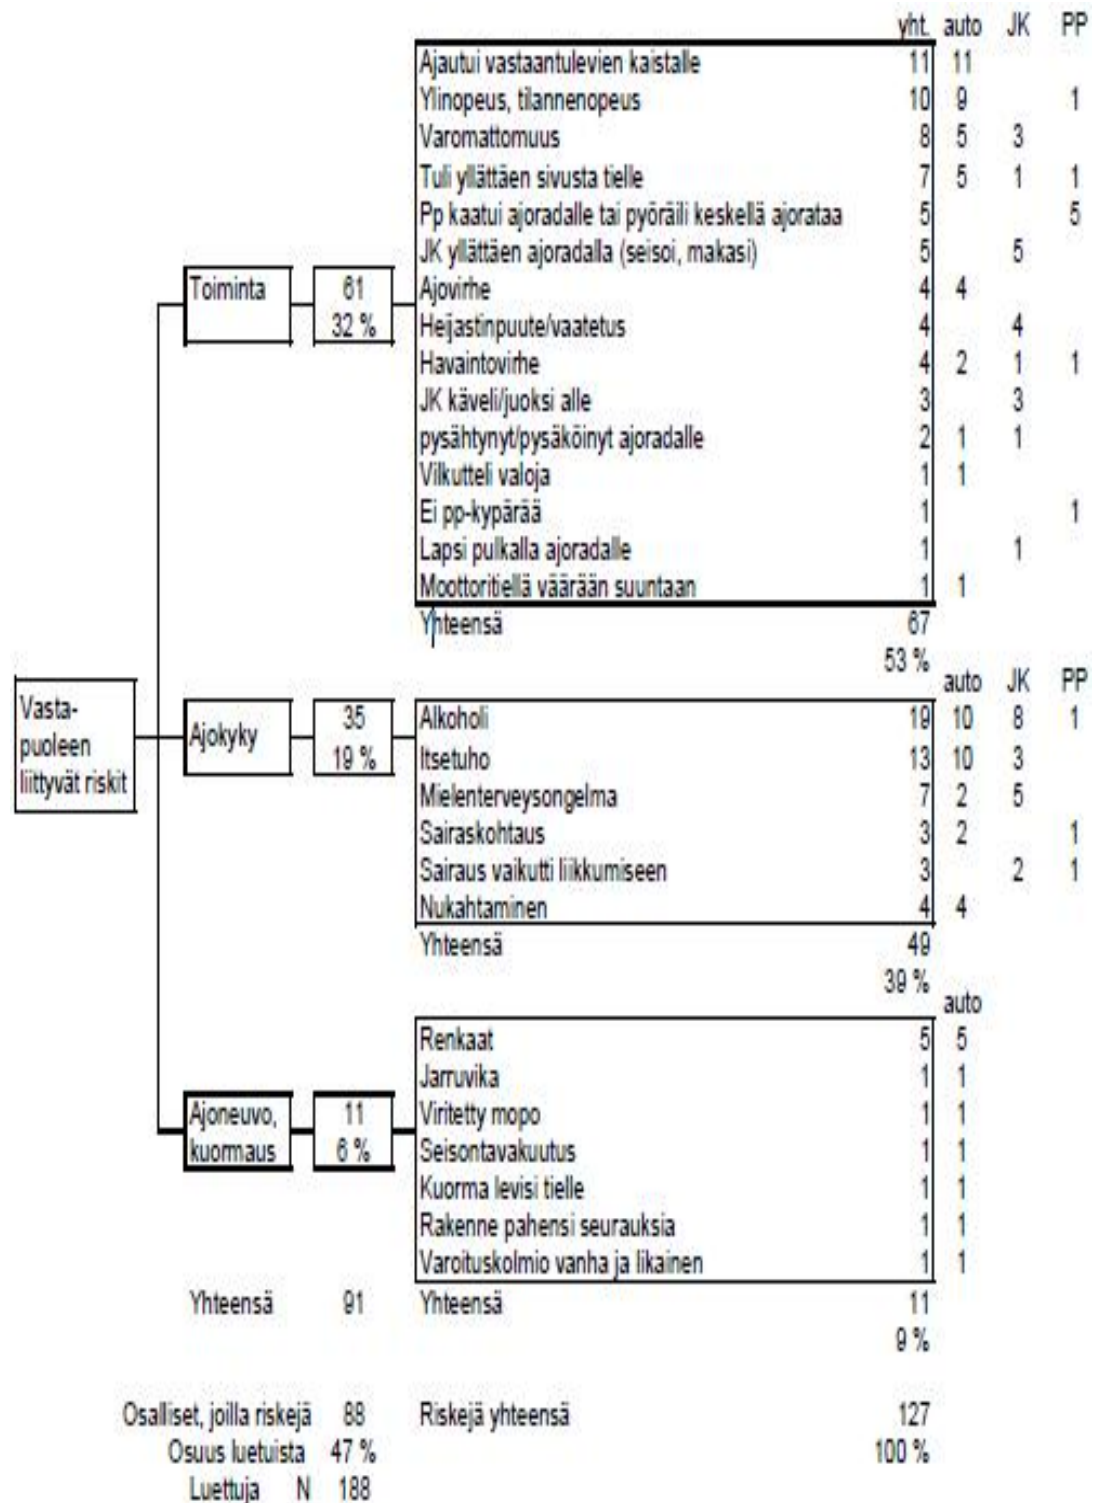 yht. auto JK PP
Ajautui vastaantulevien kaistalle 11 11
Ylinopeus, tilannenopeus 10 9 1
Varomattomuus 8 5 3
Tuli yllättäen sivusta tielle 7 5 1 1
Pp kaatui ajoradalle tai pyöräili keskellä ajorataa 5 5
JK yllättäen ajoradalla (seisoi, makasi) 5 5
Toiminta 61 Ajovirhe 4 4
32 % Heijastinpuute/vaatetus 4 4
Havaintovirhe 4 2 1 1
JK käveli/juoksi alle 3 3
pysähtynyt/pysäköinyt ajoradalle 2 1 1
Vilkutteli valoja 1 1
Ei pp-kypärää 1 1
Lapsi pulkalla ajoradalle 1 1
Moottoritiellä väärään suuntaan 1 1
Yhteensä 67
53 %
auto JK PP
Vasta-
puoleen
liittyvät riskit
Ajokyky 35 Alkoholi 19 10 8 1
19 % Itsetuho 13 10 3
Mielenterveysongelma 7 2 5
Sairaskohtaus 3 2 1
Sairaus vaikutti liikkumiseen 3 2 1
Nukahtaminen 4 4
Yhteensä 49
39 %
auto
Renkaat 5 5
Jarruvika 1 1
Ajoneuvo, 11 Viritetty mopo 1 1
kuormaus 6 % Seisontavakuutus 1 1
Kuorma levisi tielle 1 1
Rakenne pahensi seurauksia 1 1
Varoituskolmio vanha ja likainen 1 1
Yhteensä 91 Yhteensä 11
9 %
Osalliset, joilla riskejä 88 Riskejä yhteensä 127
Osuus luetuista 47 % 100 %
Luettuja N 188